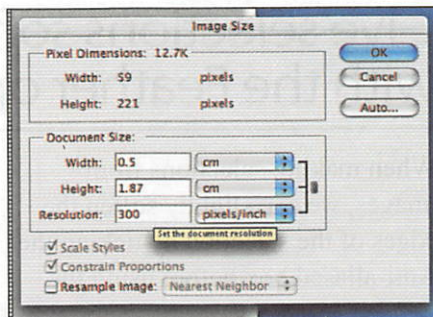 Image Size
Pixel Dimensions: 12.7K
OK
Width: 59 pixels
Cancel
Height: 221 pixels
Auto...
Document Size:
Width: 0.5 cm
Height: 1.87 cm
Resolution: 300 pixels/inch
Set the document resolution
Scale Styles
Constrain Proportions
Resample Image: Nearest Neighbor